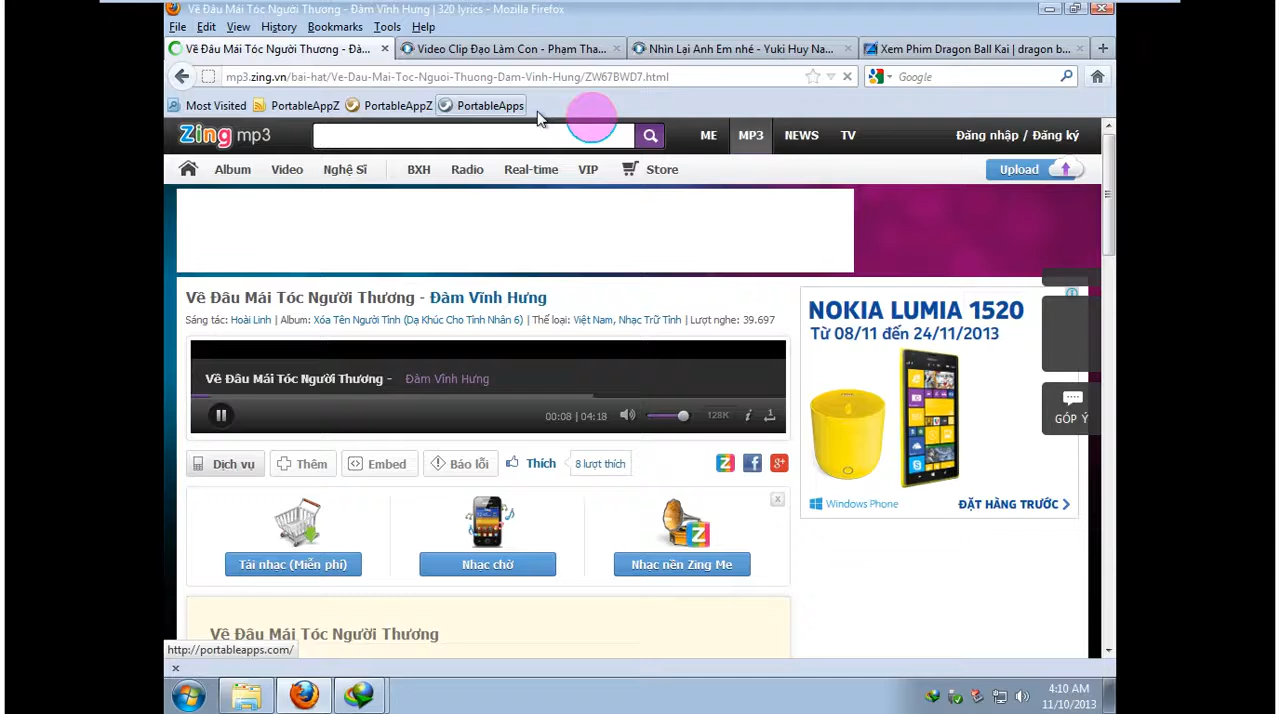 Về Đâu Mái Tóc Người Thương - Đàm Vĩnh Hưng | 320 lyrics - Mozilla Firefox
File Edit View History Bookmarks Tools Help
Về Đâu Mái Tóc Người Thương - Đà... Video Clip Đạo Làm Con - Phạm Tha... Nhìn Lại Anh Em nhé - Yuki Huy Na... Xem Phim Dragon Ball Kai | dragon b...
mp3.zing.vn/bai-hat/Ve-Dau-Mai-Toc-Nguoi-Thuong-Dam-Vinh-Hung/ZW67BWD7.html Google
Most Visited PortableAppZ PortableAppZ PortableApps
Zing mp3 ME MP3 NEWS TV Đăng nhập / Đăng ký
Album Video Nghệ Sĩ BXH Radio Real-time VIP Store Upload
Về Đâu Mái Tóc Người Thương - Đàm Vĩnh Hưng
Sáng tác: Hoài Linh | Album: Xóa Tên Người Tình (Dạ Khúc Cho Tình Nhân 6) | Thể loại: Việt Nam, Nhạc Trữ Tình | Lượt nghe: 39.697
NOKIA LUMIA 1520
Từ 08/11 đến 24/11/2013
Về Đâu Mái Tóc Người Thương - Đàm Vĩnh Hưng
00:08 | 04:18 128K i
GÓP Ý
Dịch vụ Thêm Embed Báo lỗi Thích 8 lượt thích
Windows Phone ĐẶT HÀNG TRƯỚC
x
Tải nhạc (Miễn phí) Nhạc chờ Nhạc nền Zing Me
Về Đâu Mái Tóc Người Thương
http://portableapps.com/
4:10 AM
11/10/2013